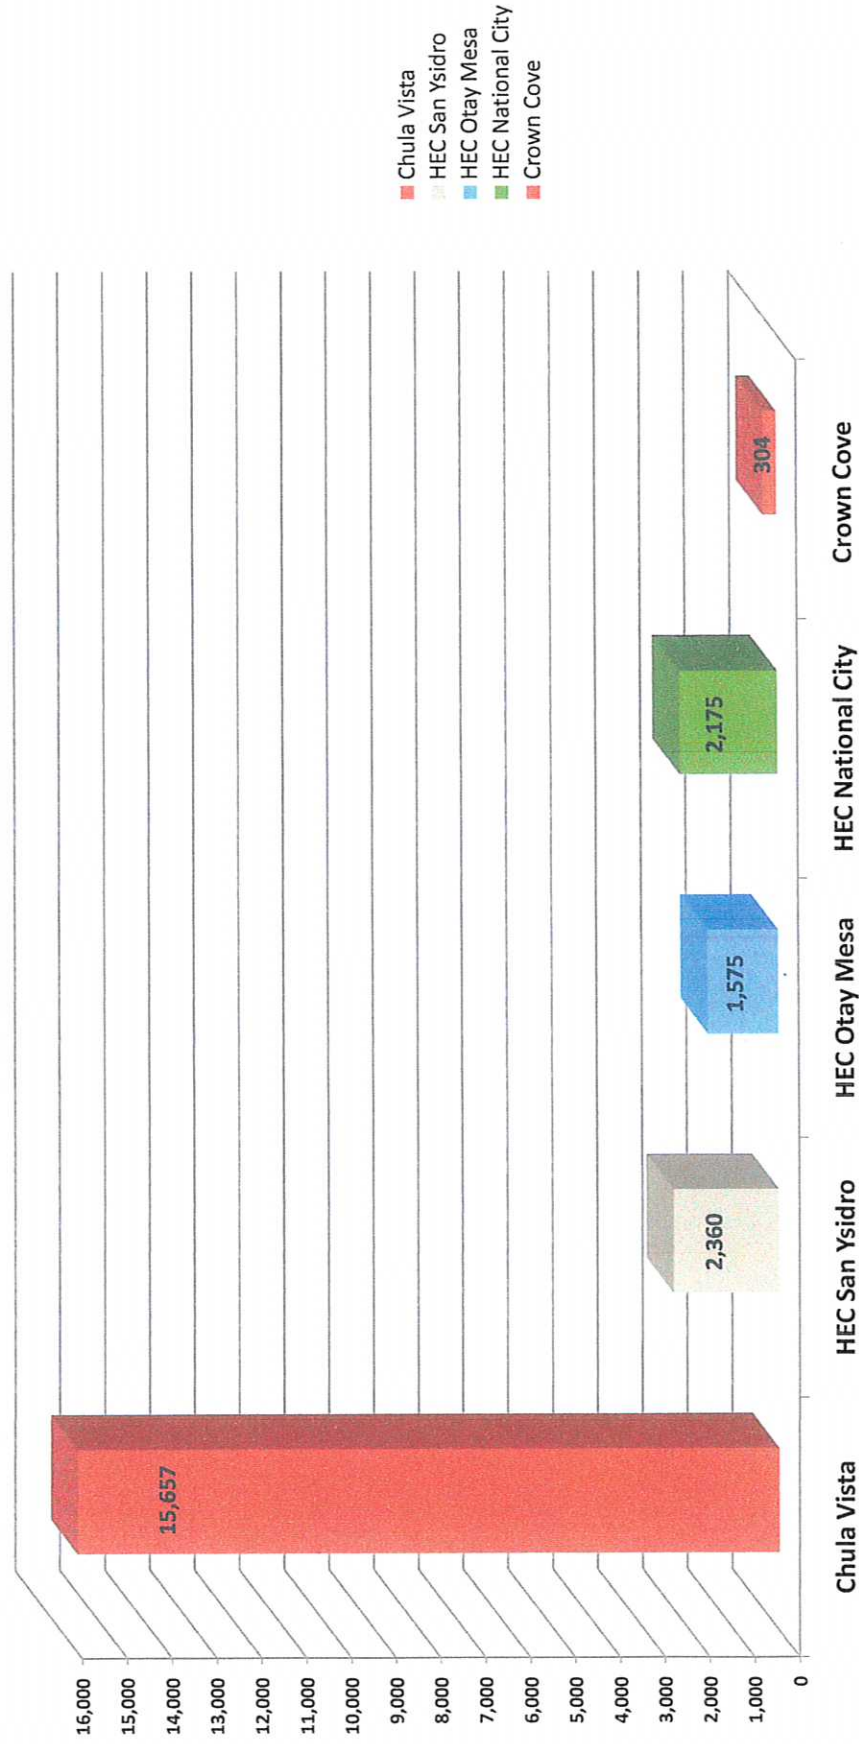 16,000
15,000
14,000
13,000
12,000
11,000
10,000
9,000
8,000
7,000
6,000
5,000
4,000
3,000
2,000
1,000
0
15,657
2,360
1,575
2,175
304
Chula Vista
HEC San Ysidro
HEC Otay Mesa
HEC National City
Crown Cove
Chula Vista
HEC San Ysidro
HEC Otay Mesa
HEC National City
Crown Cove